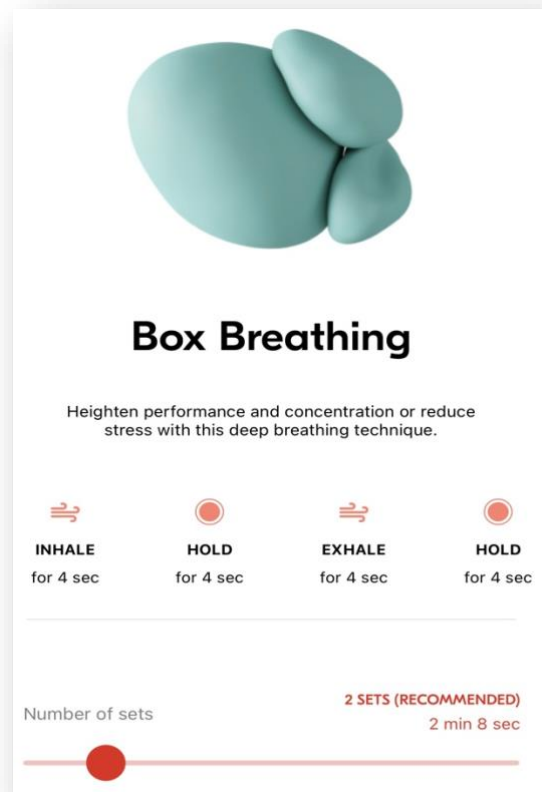 Box Breathing
Heighten performance and concentration or reduce
stress with this deep breathing technique.
INHALE
for 4 sec
HOLD
for 4 sec
EXHALE
for 4 sec
HOLD
for 4 sec
Number of sets
2 SETS (RECOMMENDED)
2 min 8 sec